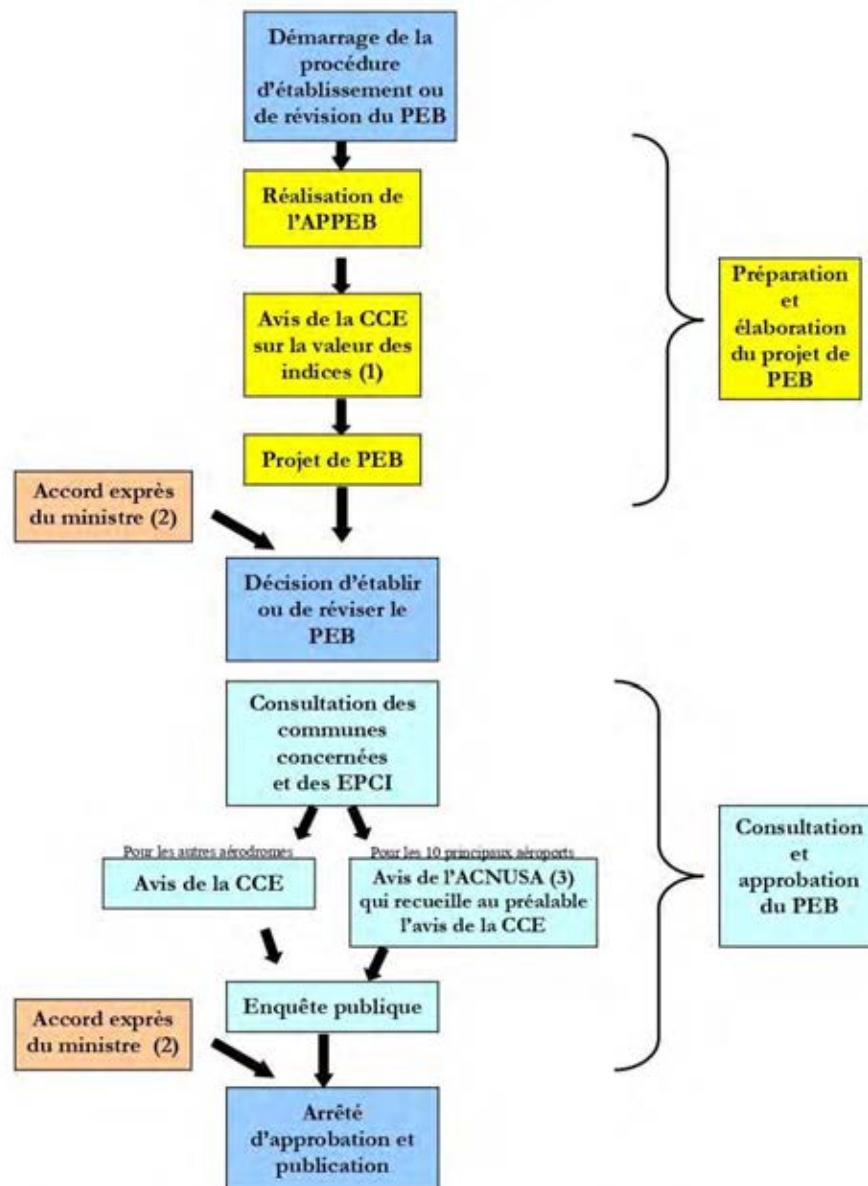 Démarrage de la
procédure
d'établissement ou
de révision du PEB
Réalisation de
l'APPEB
Avis de la CCE
sur la valeur des
indices (1)
Projet de PEB
Préparation
et
élaboration
du projet de
PEB
Accord exprès
du ministre (2)
Décision d'établir
ou de réviser le
PEB
Consultation des
communes
concernées
et des EPCI
Pour les autres aérodromes
Avis de la CCE
Pour les 10 principaux aéroports
Avis de l'ACNUSA (3)
qui recueille au préalable
l'avis de la CCE
Consultation
et
approbation
du PEB
Enquête publique
Accord exprès
du ministre (2)
Arrêté
d'approbation et
publication